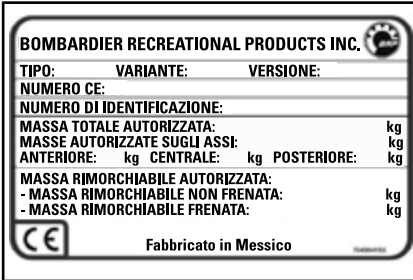 BOMBARDIER RECREATIONAL PRODUCTS INC.
TIPO: VARIANTE: VERSIONE:
NUMERO CE:
NUMERO DI IDENTIFICAZIONE:
MASSA TOTALE AUTORIZZATA: kg
MASSE AUTORIZZATE SUGLI ASSI: kg
ANTERIORE: kg CENTRALE: kg POSTERIORE: kg
MASSA RIMORCHIABILE AUTORIZZATA:
- MASSA RIMORCHIABILE NON FRENATA: kg
- MASSA RIMORCHIABILE FRENATA: kg
CE Fabbricato in Messico